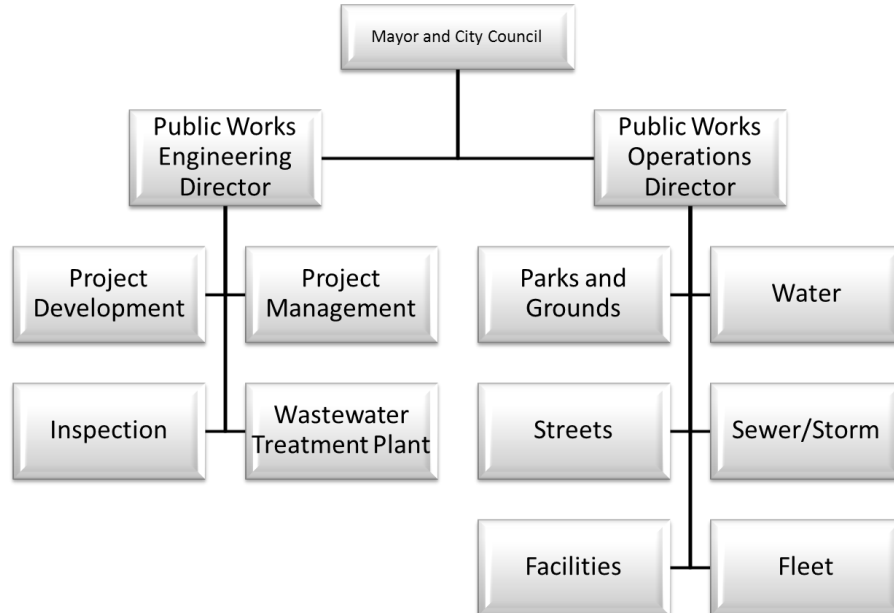 Mayor and City Council
Public Works
Engineering
Director
Public Works
Operations
Director
Project
Development
Project
Management
Parks and
Grounds
Water
Inspection
Wastewater
Treatment Plant
Streets
Sewer/Storm
Facilities
Fleet